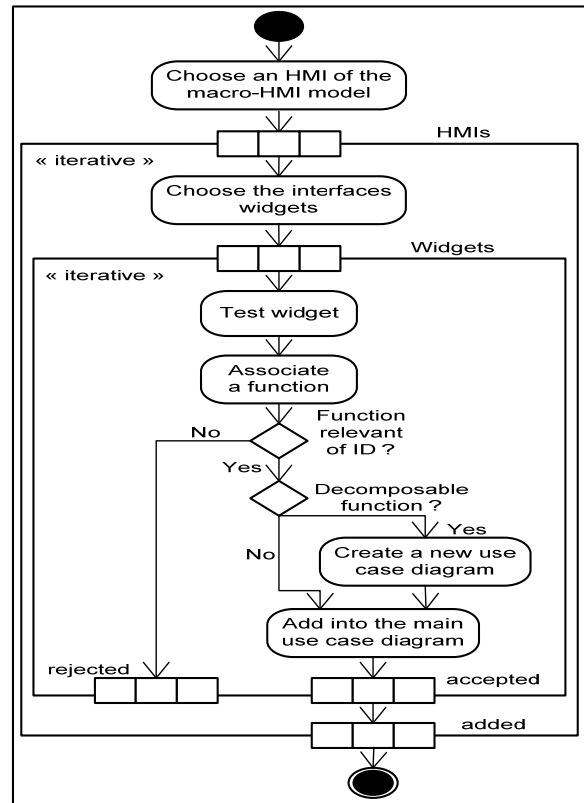 Choose an HMI of the
macro-HMI model
HMIs
« iterative »
Choose the interfaces
widgets
Widgets
« iterative »
Test widget
Associate
a function
Function
relevant
of ID ?
No
Yes
Decomposable
function ?
Yes
No
Create a new use
case diagram
Add into the main
use case diagram
rejected
accepted
added